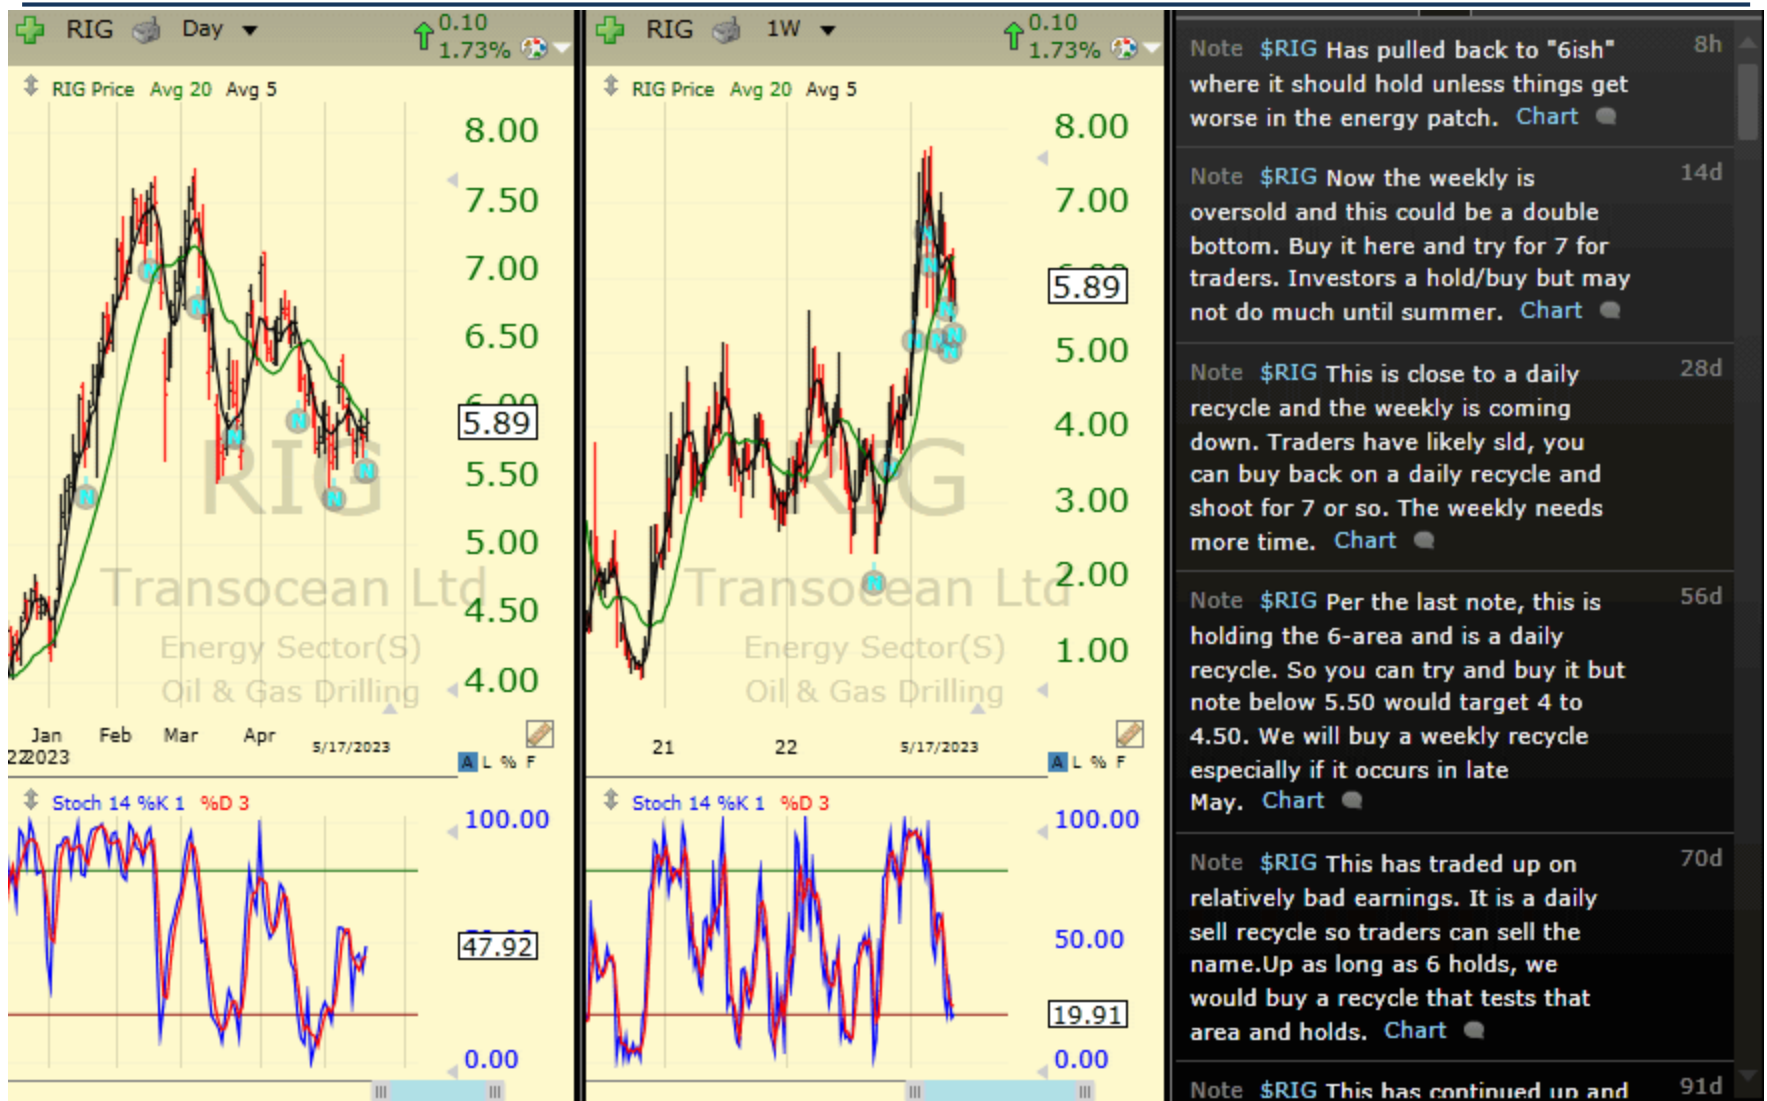 RIG Day 0.10
1.73%
RIG Price Avg 20 Avg 5
8.00
7.50
7.00
6.50
6.00
5.89
5.50
5.00
4.50
4.00
RIG
Transocean Ltd
Energy Sector(S)
Oil & Gas Drilling
N
N
N
N
N
N
N
Jan Feb Mar Apr 5/17/2023
22 2023
A L % F
Stoch 14 %K 1 %D 3
100.00
47.92
0.00
RIG 1W 0.10
1.73%
RIG Price Avg 20 Avg 5
8.00
7.00
5.89
5.00
4.00
3.00
2.00
1.00
RIG
Transocean Ltd
Energy Sector(S)
Oil & Gas Drilling
N
N
N
N
N
N
N
N
N
21 22 5/17/2023
A L % F
Stoch 14 %K 1 %D 3
100.00
50.00
19.91
0.00
Note $RIG Has pulled back to "6ish" 8h
where it should hold unless things get
worse in the energy patch. Chart
Note $RIG Now the weekly is 14d
oversold and this could be a double
bottom. Buy it here and try for 7 for
traders. Investors a hold/buy but may
not do much until summer. Chart
Note $RIG This is close to a daily 28d
recycle and the weekly is coming
down. Traders have likely sld, you
can buy back on a daily recycle and
shoot for 7 or so. The weekly needs
more time. Chart
Note $RIG Per the last note, this is 56d
holding the 6-area and is a daily
recycle. So you can try and buy it but
note below 5.50 would target 4 to
4.50. We will buy a weekly recycle
especially if it occurs in late
May. Chart
Note $RIG This has traded up on 70d
relatively bad earnings. It is a daily
sell recycle so traders can sell the
name.Up as long as 6 holds, we
would buy a recycle that tests that
area and holds. Chart
Note $RIG This has continued up and 91d